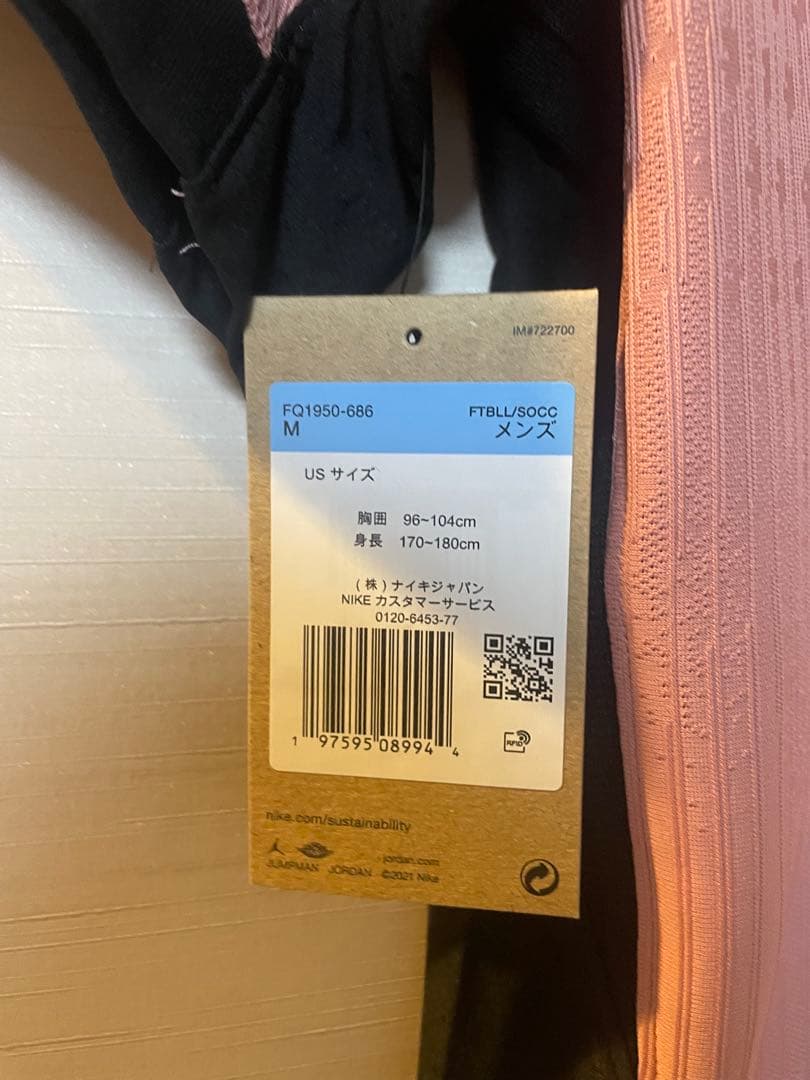 IM#722700
FQ1950-686 FTBLL/SOCC
M メンズ
US サイズ
胸囲 96~104cm
身長 170~180cm
(株)ナイキジャパン
NIKE カスタマーサービス
0120-6453-77
1 97595 08994 4
RFID
nike.com/sustainability
jordan.com
JUMPMAN JORDAN ©2021 Nike